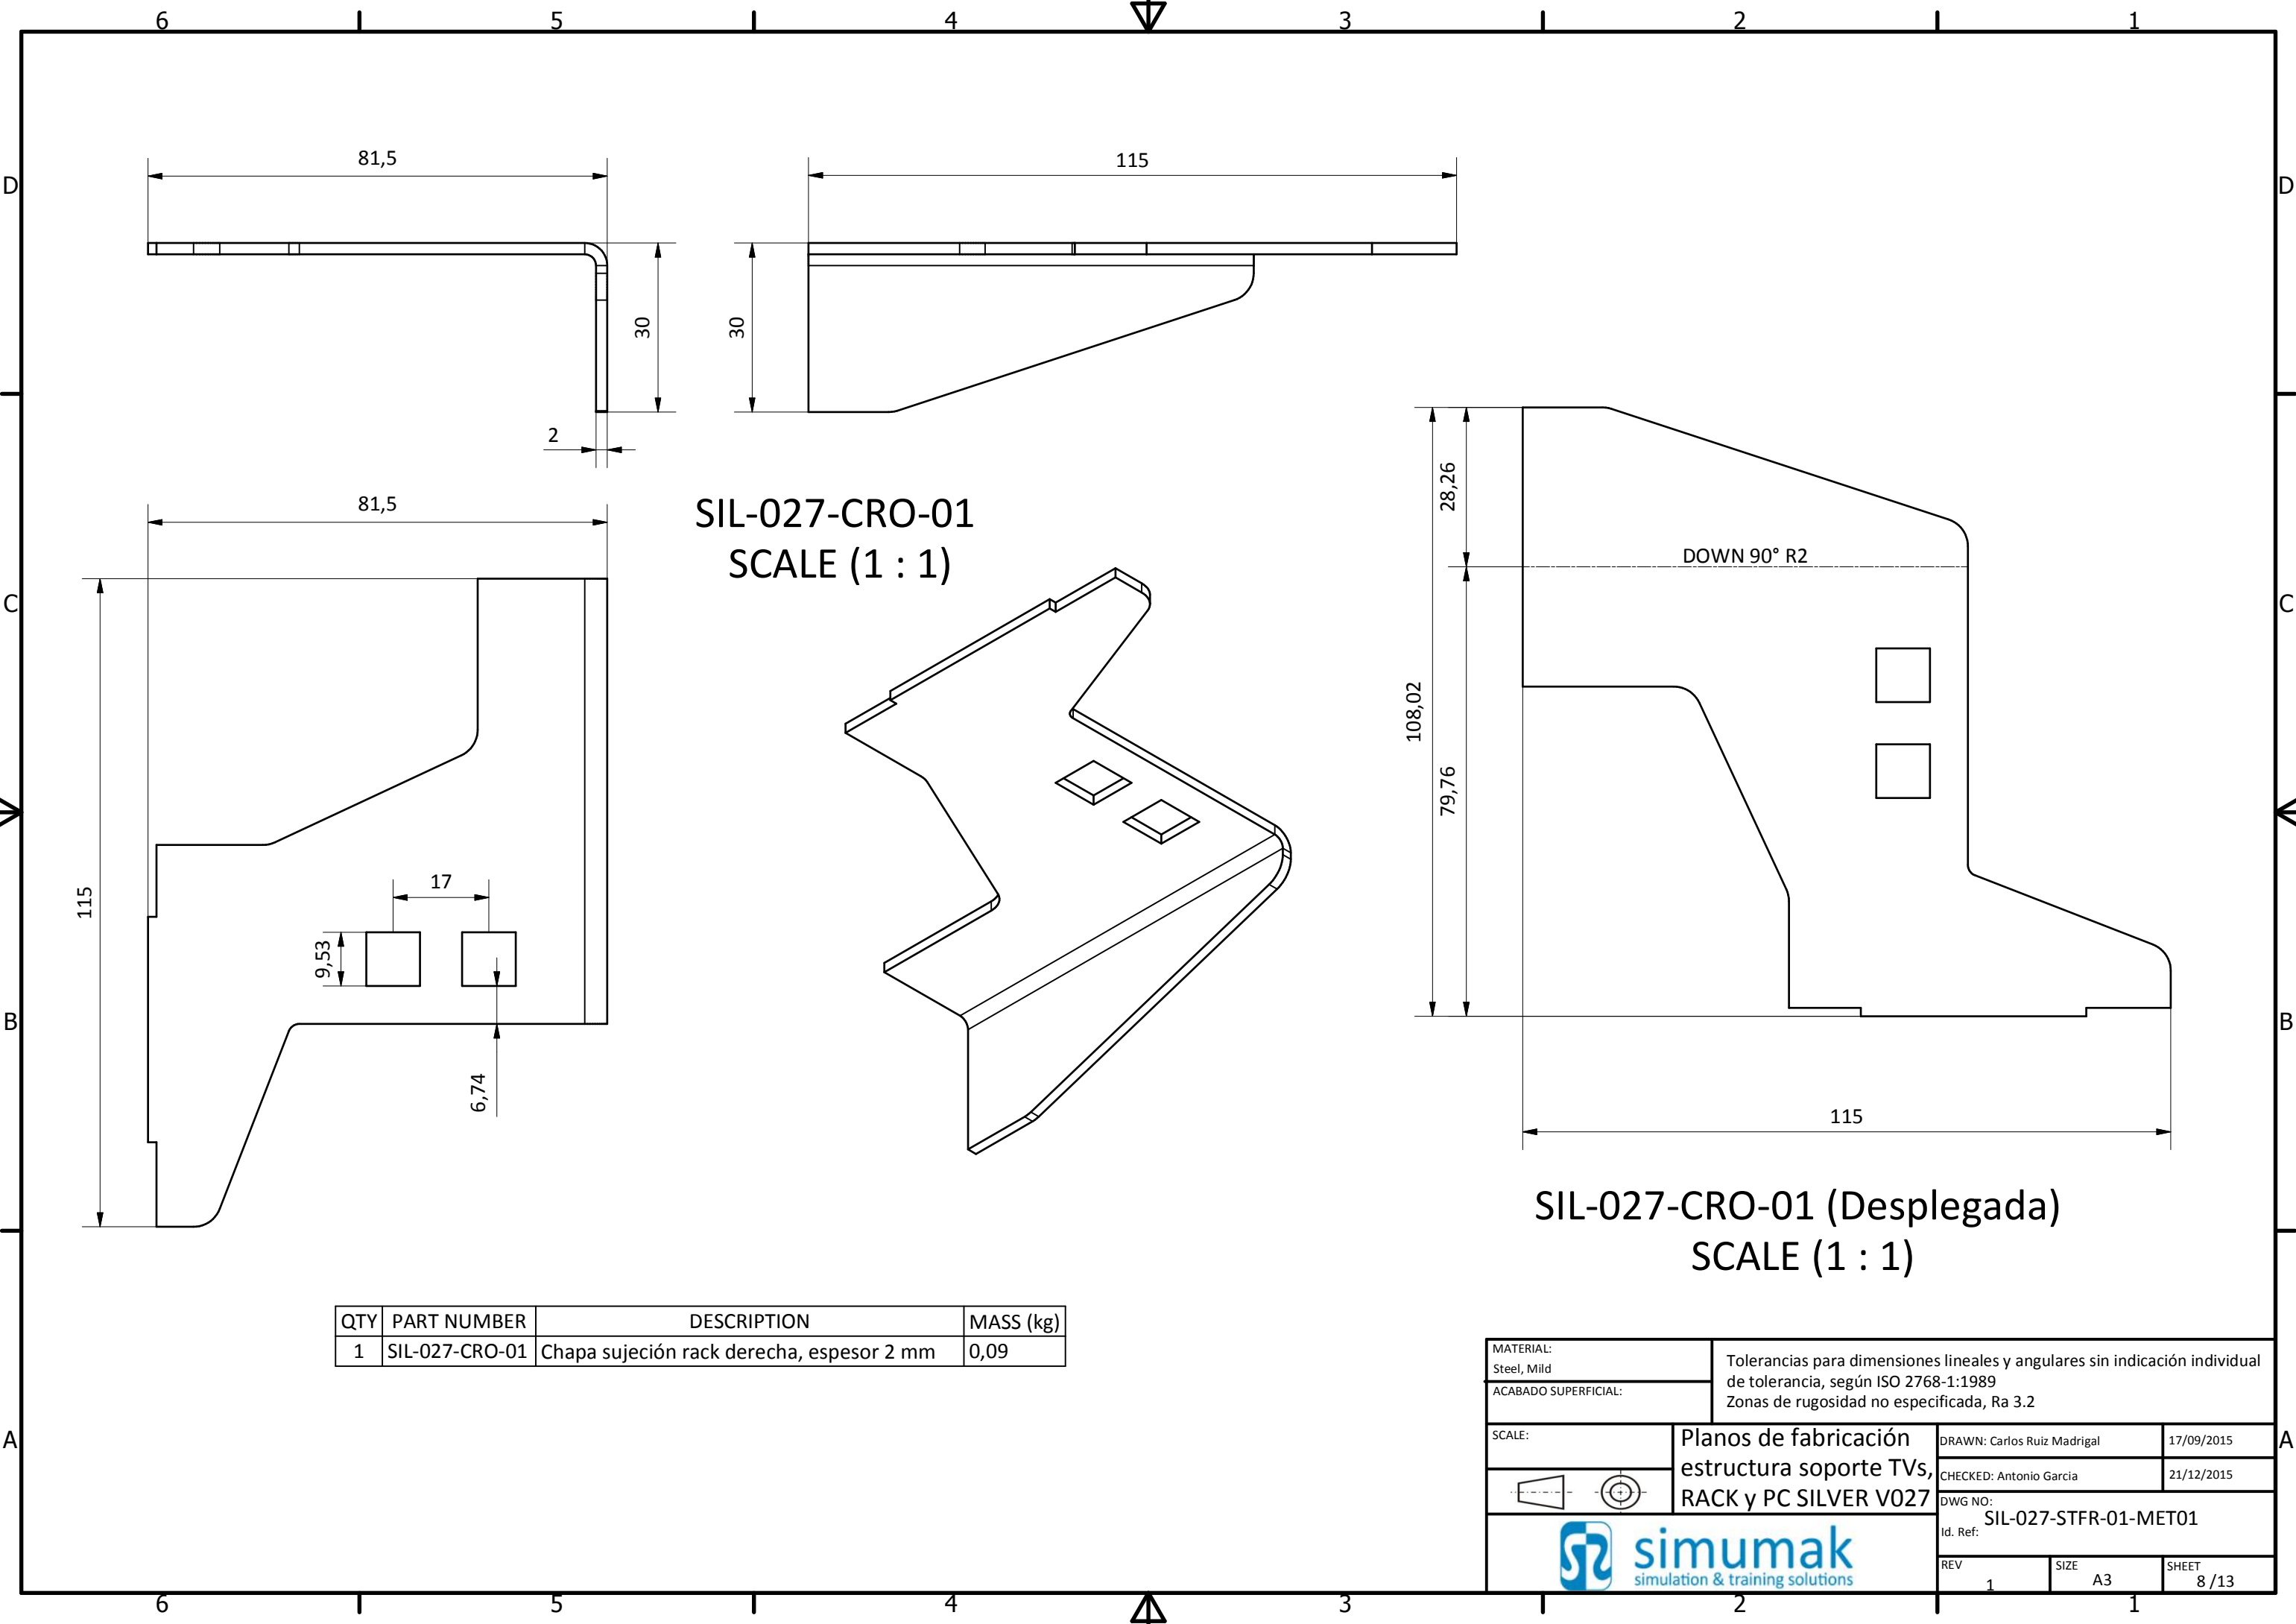 6 5 4 3 2 1
D D
81,5 115
30 30
2
81,5
SIL-027-CRO-01
SCALE (1 : 1)
28,26
DOWN 90° R2
C C
108,02
79,76
115
17
9,53
6,74
B B
115
SIL-027-CRO-01 (Desplegada)
SCALE (1 : 1)
QTY PART NUMBER DESCRIPTION MASS (kg)
1 SIL-027-CRO-01 Chapa sujeción rack derecha, espesor 2 mm 0,09
MATERIAL:
Steel, Mild
ACABADO SUPERFICIAL:
Tolerancias para dimensiones lineales y angulares sin indicación individual
de tolerancia, según ISO 2768-1:1989
Zonas de rugosidad no especificada, Ra 3.2
A A
SCALE:
Planos de fabricación
estructura soporte TVs,
RACK y PC SILVER V027
DRAWN: Carlos Ruiz Madrigal 17/09/2015
CHECKED: Antonio Garcia 21/12/2015
DWG NO:
SIL-027-STFR-01-MET01
Id. Ref:
simumak
simulation & training solutions
REV SIZE SHEET
1 A3 8 /13
6 5 4 3 2 1